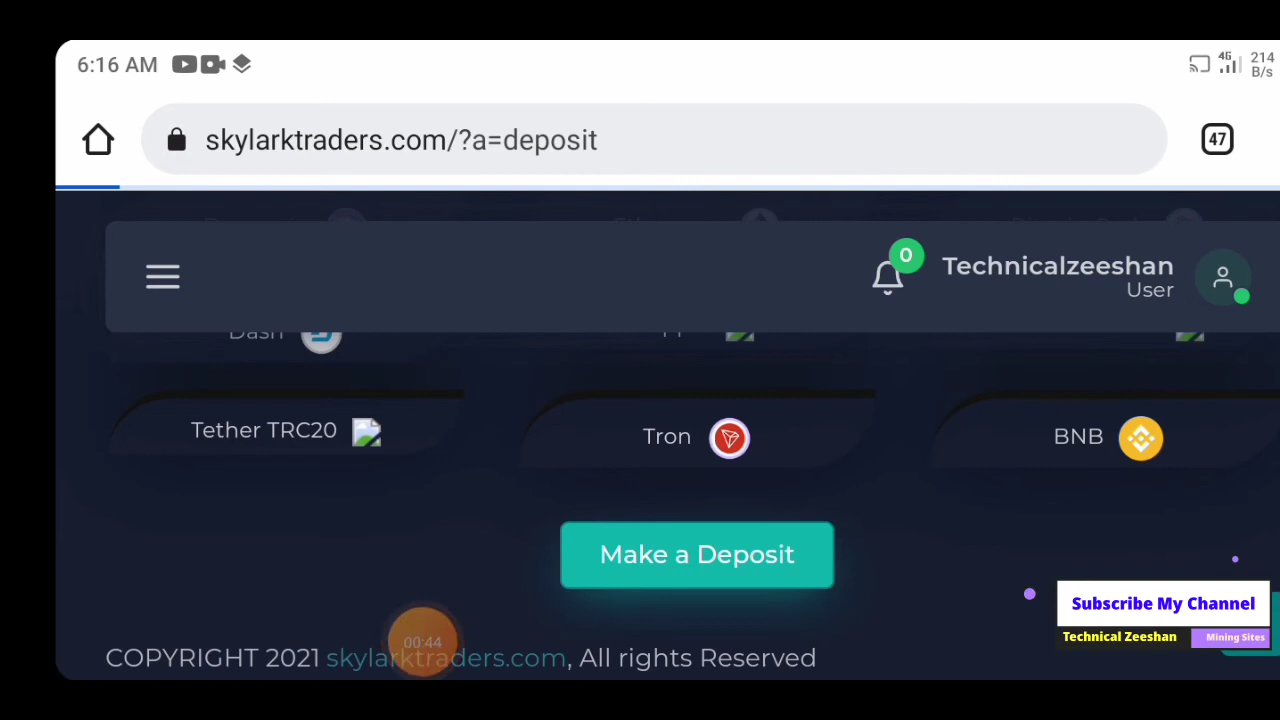 6:16 AM
4G
214
B/s
skylarktraders.com/?a=deposit
47
0
Technicalzeeshan
User
Dash
Tether TRC20
Tron
BNB
Make a Deposit
Subscribe My Channel
Technical Zeeshan
Mining Sites
00:44
COPYRIGHT 2021 skylarktraders.com, All rights Reserved